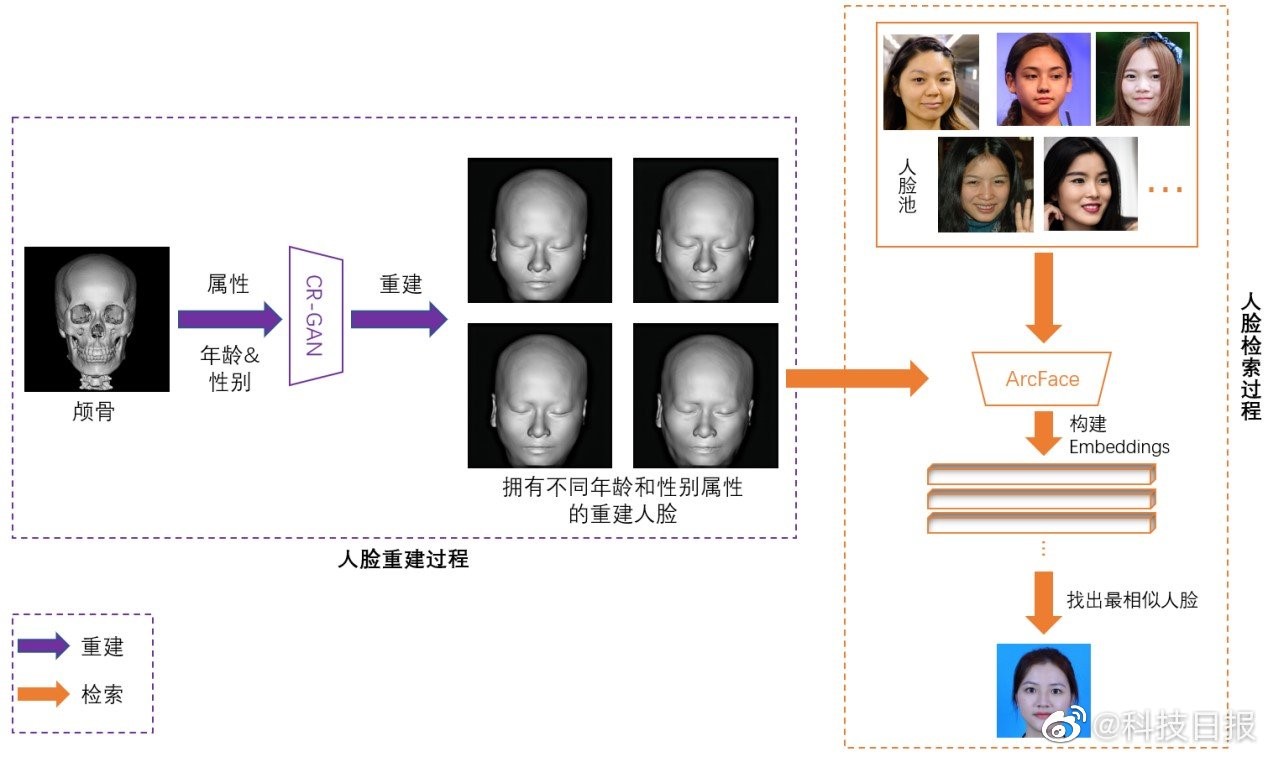 颅骨
属性
年龄&
性别
CR-GAN
重建
拥有不同年龄和性别属性
的重建人脸
人脸重建过程
重建
检索
人脸池
...
ArcFace
构建
Embeddings
...
找出最相似人脸
人脸检索过程
@科技日报